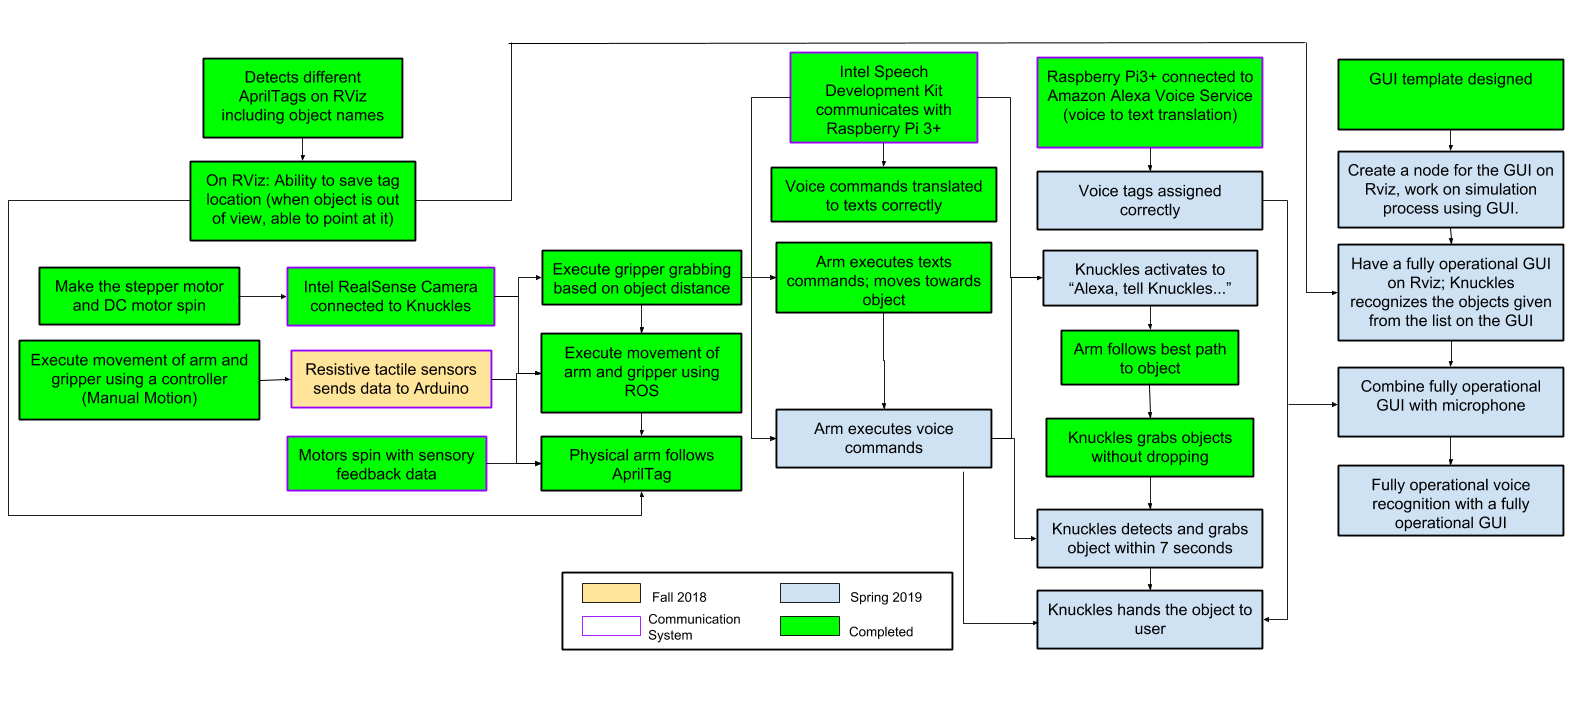 Detects different
AprilTags on RViz
including object names
On RViz: Ability to save tag
location (when object is out
of view, able to point at it)
Make the stepper motor
and DC motor spin
Intel RealSense Camera
connected to Knuckles
Execute movement of arm and
gripper using a controller
(Manual Motion)
Resistive tactile sensors
sends data to Arduino
Motors spin with sensory
feedback data
Execute gripper grabbing
based on object distance
Execute movement of
arm and gripper using
ROS
Physical arm follows
AprilTag
Intel Speech
Development Kit
communicates with
Raspberry Pi 3+
Voice commands translated
to texts correctly
Arm executes texts
commands; moves towards
object
Arm executes voice
commands
Raspberry Pi3+ connected to
Amazon Alexa Voice Service
(voice to text translation)
Voice tags assigned
correctly
Knuckles activates to
“Alexa, tell Knuckles...”
Arm follows best path
to object
Knuckles grabs objects
without dropping
Knuckles detects and grabs
object within 7 seconds
Knuckles hands the object to
user
GUI template designed
Create a node for the GUI on
Rviz, work on simulation
process using GUI.
Have a fully operational GUI
on Rviz; Knuckles
recognizes the objects given
from the list on the GUI
Combine fully operational
GUI with microphone
Fully operational voice
recognition with a fully
operational GUI
Fall 2018
Spring 2019
Communication
System
Completed